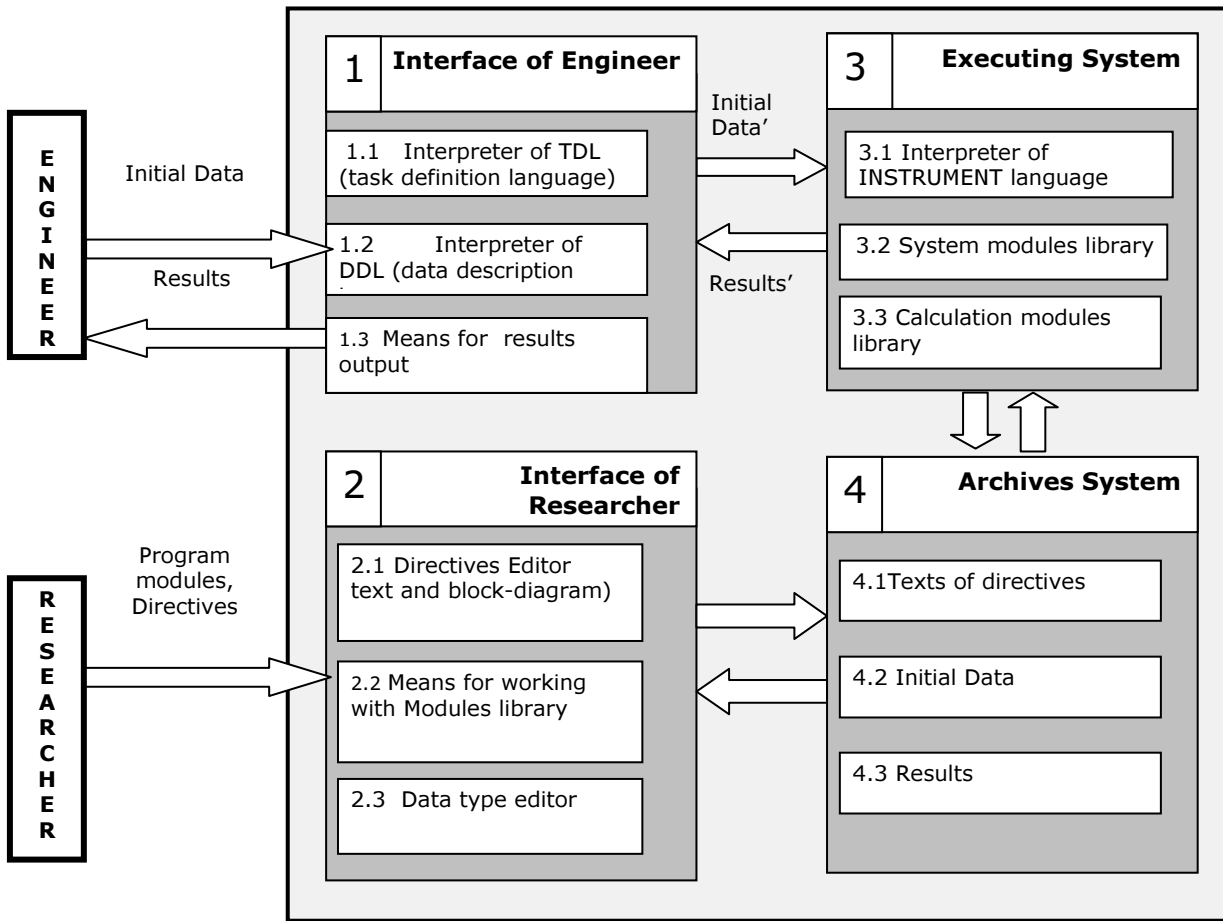 ENGINEER
Initial Data
Results
1
Interface of Engineer
1.1 Interpreter of TDL
(task definition language)
1.2 Interpreter of
DDL (data description
1.3 Means for results
output
Initial
Data’
Results’
3
Executing System
3.1 Interpreter of
INSTRUMENT language
3.2 System modules library
3.3 Calculation modules
library
RESEARCHER
Program
modules,
Directives
2
Interface of
Researcher
2.1 Directives Editor
text and block-diagram)
2.2 Means for working
with Modules library
2.3 Data type editor
4
Archives System
4.1Texts of directives
4.2 Initial Data
4.3 Results